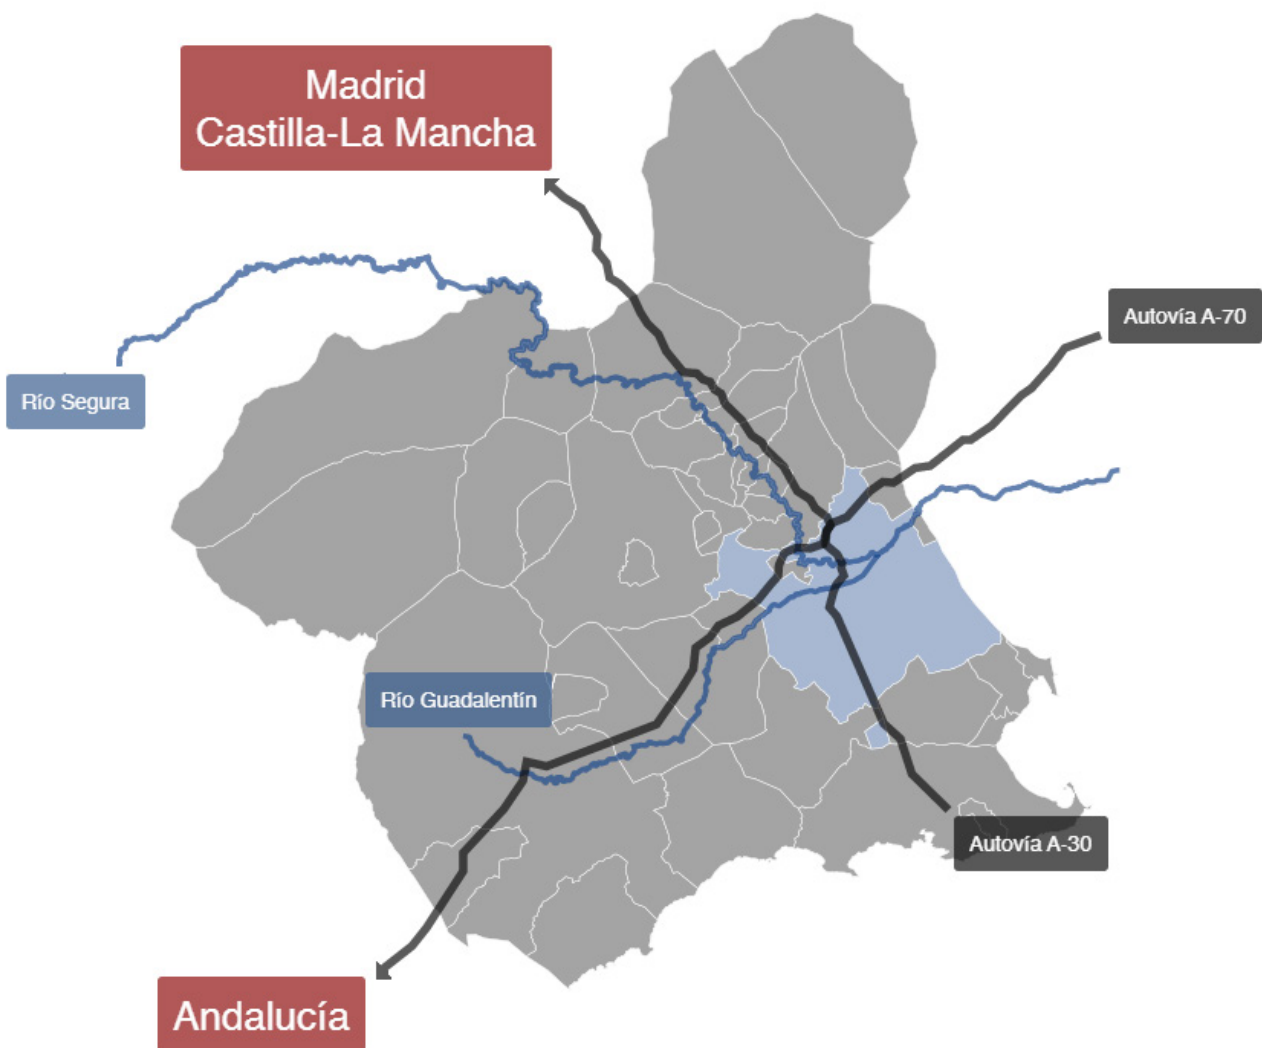 Madrid
Castilla-La Mancha
Autovía A-70
Río Segura
Río Guadalentín
Autovía A-30
Andalucía